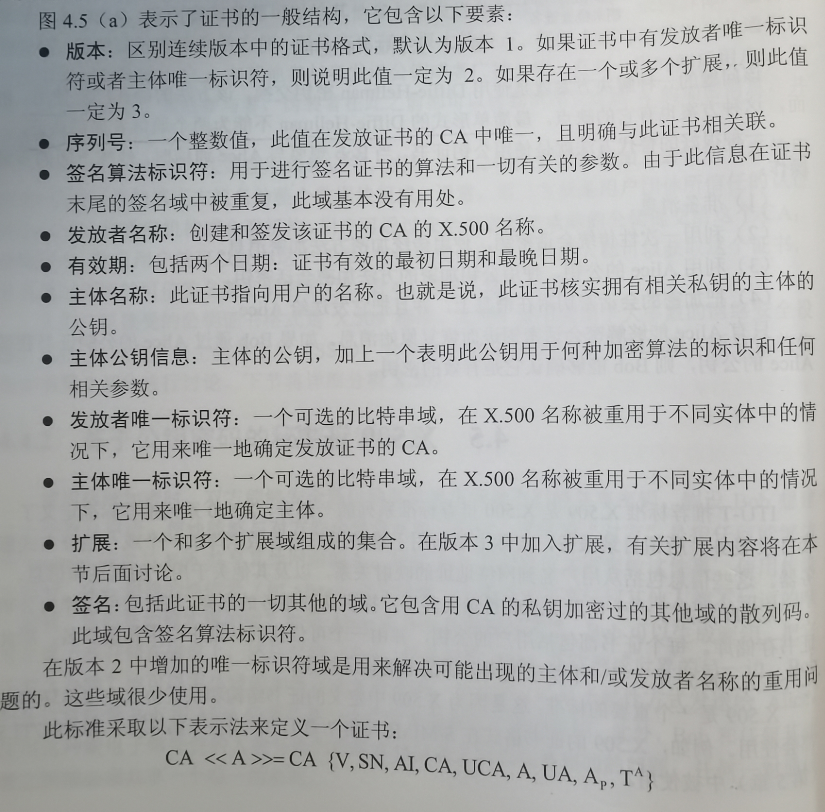 图 4.5（a）表示了证书的一般结构，它包含以下要素：
● 版本：区别连续版本中的证书格式，默认为版本 1。如果证书中有发放者唯一标识
符或者主体唯一标识符，则说明此值一定为 2。如果存在一个或多个扩展，则此值
一定为 3。
● 序列号：一个整数值，此值在发放证书的 CA 中唯一，且明确与此证书相关联。
● 签名算法标识符：用于进行签名证书的算法和一切有关的参数。由于此信息在证书
末尾的签名域中被重复，此域基本没有用处。
● 发放者名称：创建和签发该证书的 CA 的 X.500 名称。
● 有效期：包括两个日期：证书有效的最初日期和最晚日期。
● 主体名称：此证书指向用户的名称。也就是说，此证书核实拥有相关私钥的主体的
公钥。
● 主体公钥信息：主体的公钥，加上一个表明此公钥用于何种加密算法的标识和任何
相关参数。
● 发放者唯一标识符：一个可选的比特串域，在 X.500 名称被重用于不同实体中的情
况下，它用来唯一地确定发放证书的 CA。
● 主体唯一标识符：一个可选的比特串域，在 X.500 名称被重用于不同实体中的情况
下，它用来唯一地确定主体。
● 扩展：一个和多个扩展域组成的集合。在版本 3 中加入扩展，有关扩展内容将在本
节后面讨论。
● 签名：包括此证书的一切其他的域。它包含用 CA 的私钥加密过的其他域的散列码。
此域包含签名算法标识符。
在版本 2 中增加的唯一标识符域是用来解决可能出现的主体和/或发放者名称的重用问
题的。这些域很少使用。
此标准采取以下表示法来定义一个证书：
CA <<A>>= CA {V, SN, AI, CA, UCA, A, UA, Aₚ, Tᴬ}